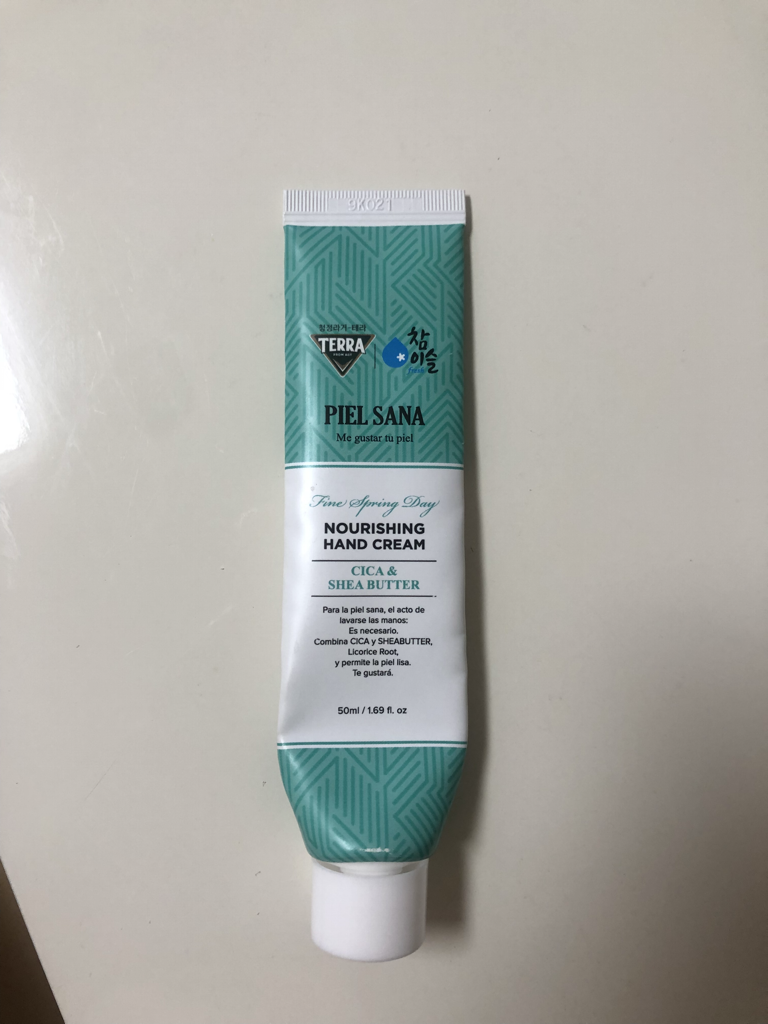 9K021
청정라거-테라
TERRA
참
이슬
fresh
PIEL SANA
Me gustar tu piel
Fine Spring Day
NOURISHING
HAND CREAM
CICA &
SHEA BUTTER
Para la piel sana, el acto de
lavarse las manos:
Es necesario.
Combina CICA y SHEABUTTER,
Licorice Root,
y permite la piel lisa.
Te gustará.
50ml / 1.69 fl. oz